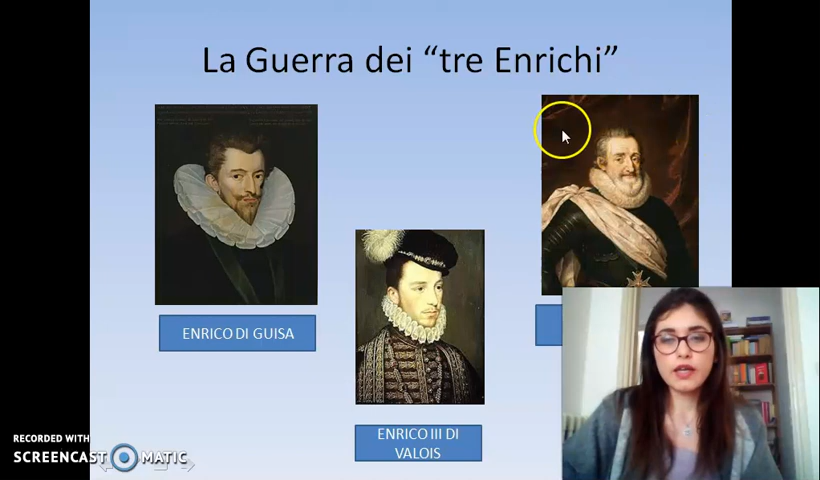 La Guerra dei “tre Enrichi”
ENRICO DI GUISA
ENRICO III DI
VALOIS
RECORDED WITH
SCREENCAST MATIC